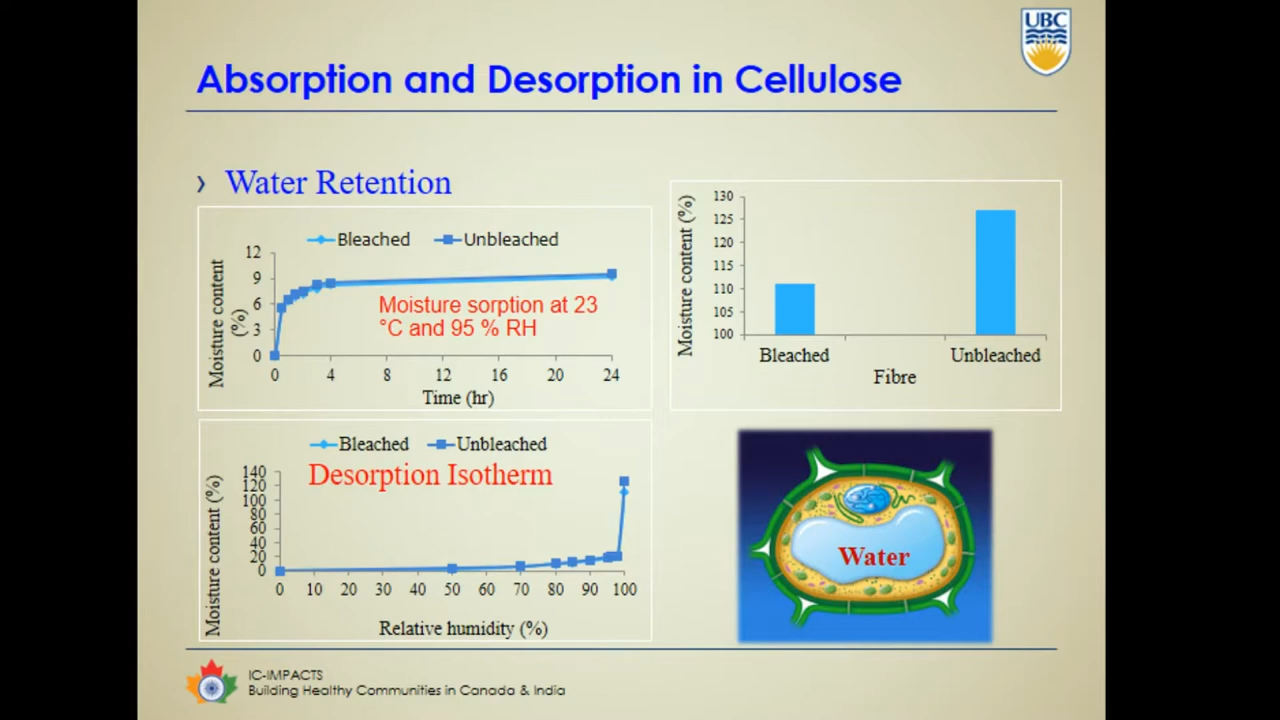 UBC
Absorption and Desorption in Cellulose
› Water Retention
Bleached Unbleached
Moisture content
(%)
12
9
6
3
0
0 4 8 12 16 20 24
Time (hr)
Moisture sorption at 23
°C and 95 % RH
Moisture content (%)
130
125
120
115
110
105
100
Bleached Unbleached
Fibre
Bleached Unbleached
Desorption Isotherm
Moisture content (%)
140
120
100
80
60
40
20
0
0 10 20 30 40 50 60 70 80 90 100
Relative humidity (%)
Water
IC-IMPACTS
Building Healthy Communities in Canada & India